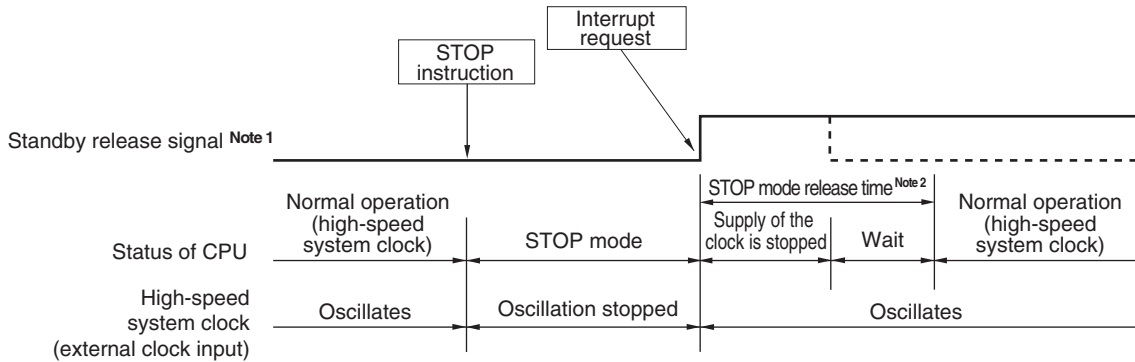 Interrupt
request
STOP
instruction
Standby release signal Note 1
STOP mode release time Note 2
Normal operation
(high-speed
system clock)
Supply of the
clock is stopped
Wait
Normal operation
(high-speed
system clock)
Status of CPU
STOP mode
High-speed
system clock
(external clock input)
Oscillates
Oscillation stopped
Oscillates